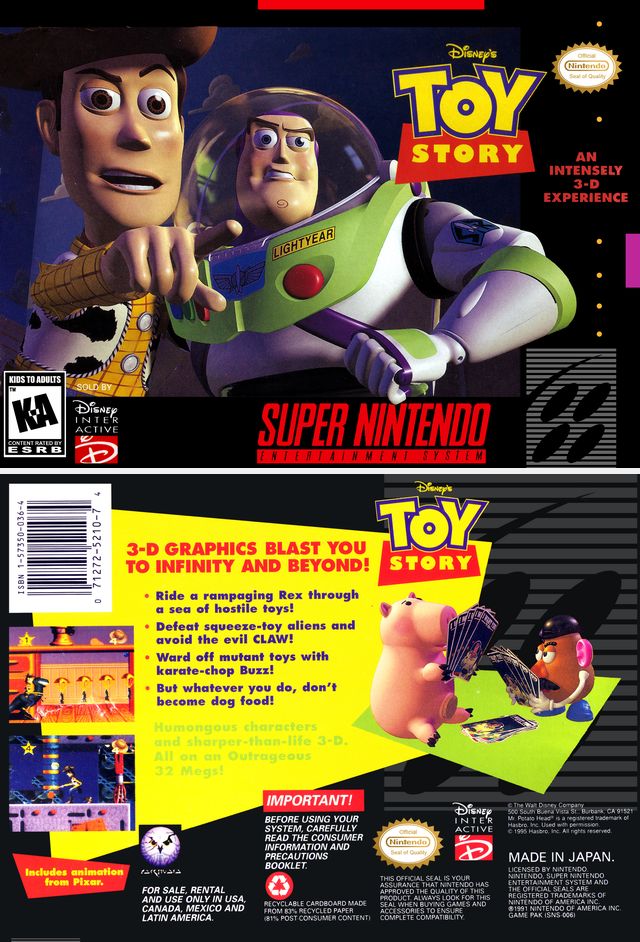 Disney's
TOY
STORY
Official
Nintendo
Seal of Quality
AN
INTENSELY
3-D
EXPERIENCE
LIGHTYEAR
KIDS TO ADULTS
TM
K-A
CONTENT RATED BY
ESRB
SOLD BY
Disney
INTER
ACTIVE
D
SUPER NINTENDO
ENTERTAINMENT SYSTEM
ISBN 1-57350-036-4
0 71272-5210-7 4
Disney's
TOY
STORY
3-D GRAPHICS BLAST YOU
TO INFINITY AND BEYOND!
• Ride a rampaging Rex through
a sea of hostile toys!
• Defeat squeeze-toy aliens and
avoid the evil CLAW!
• Ward off mutant toys with
karate-chop Buzz!
• But whatever you do, don't
become dog food!
Humongous characters
and sharper-than-life 3-D.
All on an Outrageous
32 Megs!
Includes animation
from Pixar.
FOR SALE, RENTAL
AND USE ONLY IN USA,
CANADA, MEXICO AND
LATIN AMERICA.
IMPORTANT!
BEFORE USING YOUR
SYSTEM, CAREFULLY
READ THE CONSUMER
INFORMATION AND
PRECAUTIONS
BOOKLET.
RECYCLABLE CARDBOARD MADE
FROM 83% RECYCLED PAPER
(81% POST CONSUMER CONTENT)
Official
Nintendo
Seal of Quality
THIS OFFICIAL SEAL IS YOUR
ASSURANCE THAT NINTENDO HAS
APPROVED THE QUALITY OF THIS
PRODUCT. ALWAYS LOOK FOR THIS
SEAL WHEN BUYING GAMES AND
ACCESSORIES TO ENSURE
COMPLETE COMPATIBILITY.
Disney
INTER
ACTIVE
D
© The Walt Disney Company
500 South Buena Vista St., Burbank, CA 91521
Mr. Potato Head® is a registered trademark of
Hasbro, Inc. Used with permission.
© 1995 Hasbro, Inc. All rights reserved.
MADE IN JAPAN.
LICENSED BY NINTENDO.
NINTENDO, SUPER NINTENDO
ENTERTAINMENT SYSTEM AND
THE OFFICIAL SEALS ARE
REGISTERED TRADEMARKS OF
NINTENDO OF AMERICA INC.
©1991 NINTENDO OF AMERICA INC.
GAME PAK (SNS-006)